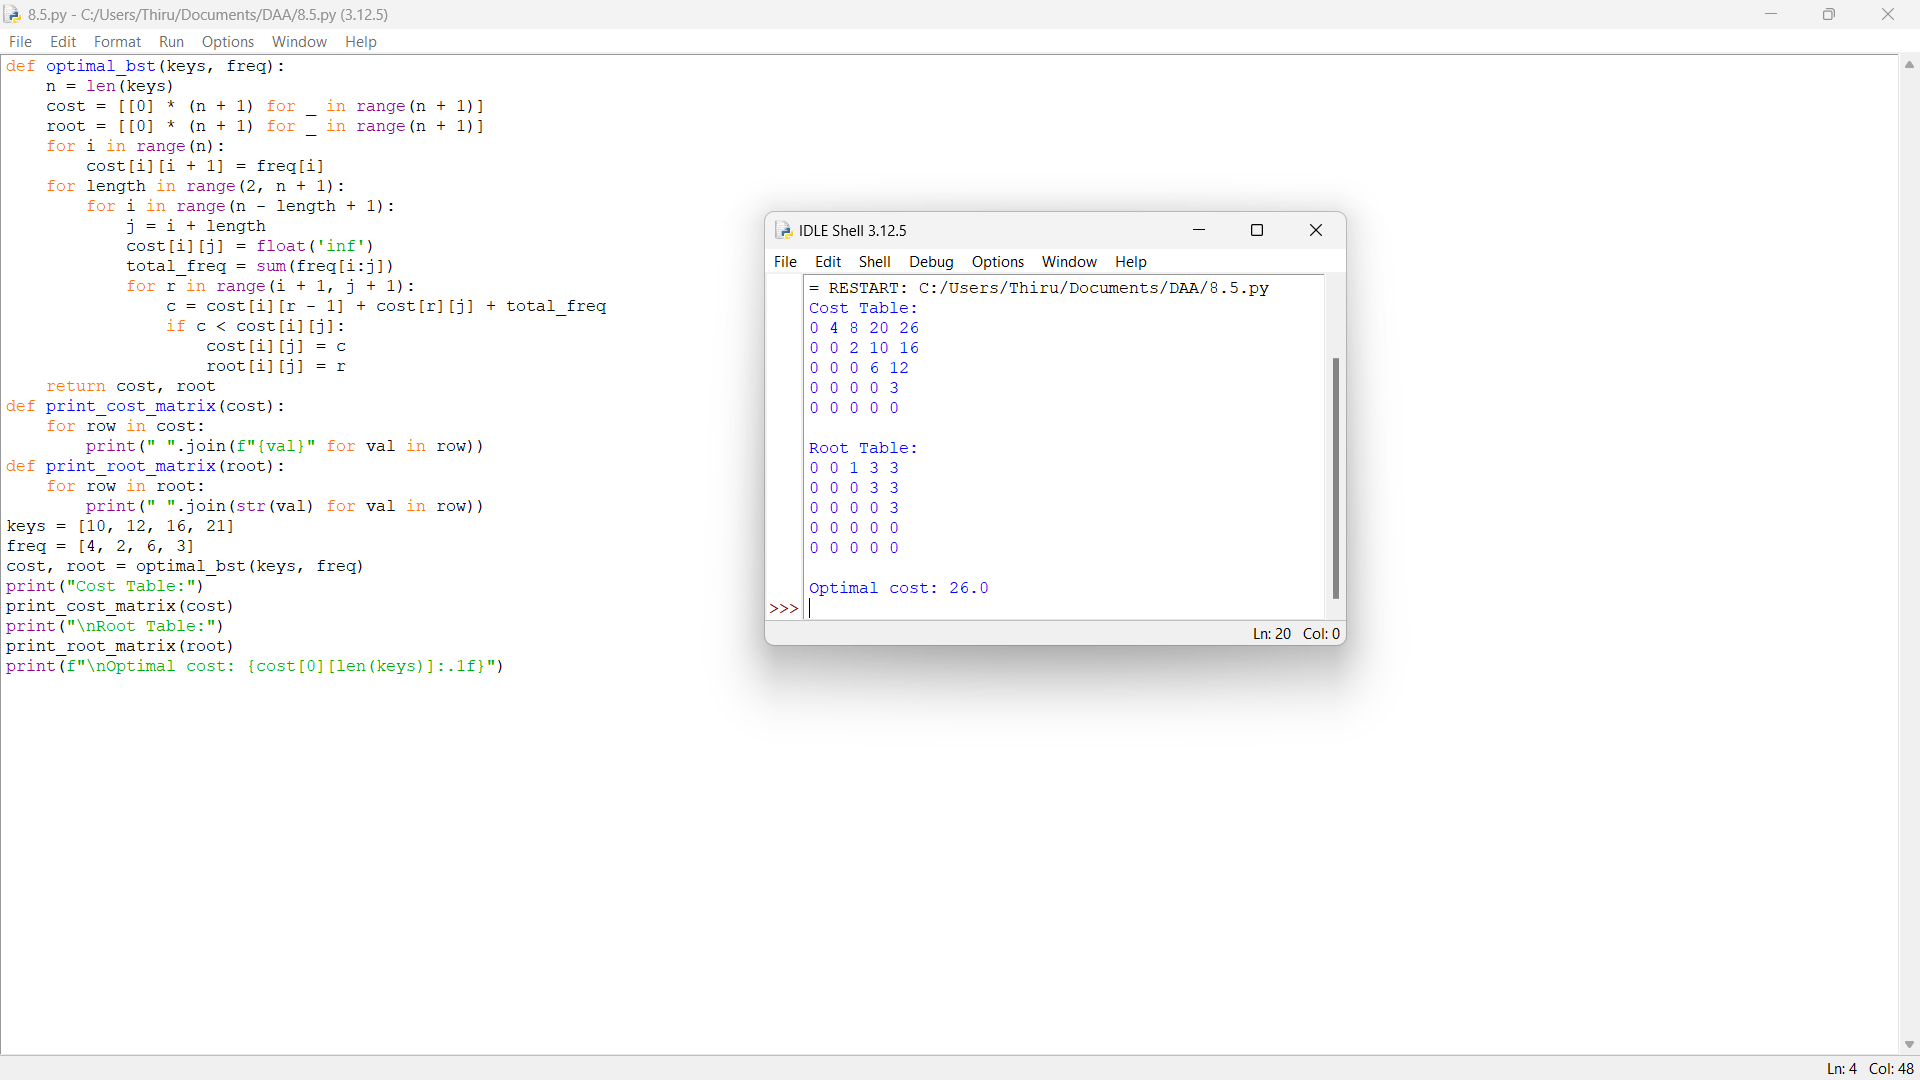 8.5.py - C:/Users/Thiru/Documents/DAA/8.5.py (3.12.5)
File Edit Format Run Options Window Help
def optimal_bst(keys, freq):
    n = len(keys)
    cost = [[0] * (n + 1) for _ in range(n + 1)]
    root = [[0] * (n + 1) for _ in range(n + 1)]
    for i in range(n):
        cost[i][i + 1] = freq[i]
    for length in range(2, n + 1):
        for i in range(n - length + 1):
            j = i + length
            cost[i][j] = float('inf')
            total_freq = sum(freq[i:j])
            for r in range(i + 1, j + 1):
                c = cost[i][r - 1] + cost[r][j] + total_freq
                if c < cost[i][j]:
                    cost[i][j] = c
                    root[i][j] = r
    return cost, root
def print_cost_matrix(cost):
    for row in cost:
        print(" ".join(f"{val}" for val in row))
def print_root_matrix(root):
    for row in root:
        print(" ".join(str(val) for val in row))
keys = [10, 12, 16, 21]
freq = [4, 2, 6, 3]
cost, root = optimal_bst(keys, freq)
print("Cost Table:")
print_cost_matrix(cost)
print("\nRoot Table:")
print_root_matrix(root)
print(f"\nOptimal cost: {cost[0][len(keys)]:.1f}")
IDLE Shell 3.12.5
File Edit Shell Debug Options Window Help
= RESTART: C:/Users/Thiru/Documents/DAA/8.5.py
Cost Table:
0 4 8 20 26
0 0 2 10 16
0 0 0 6 12
0 0 0 0 3
0 0 0 0 0
Root Table:
0 0 1 3 3
0 0 0 3 3
0 0 0 0 3
0 0 0 0 0
0 0 0 0 0
Optimal cost: 26.0
>>>
Ln: 20 Col: 0
Ln: 4 Col: 48